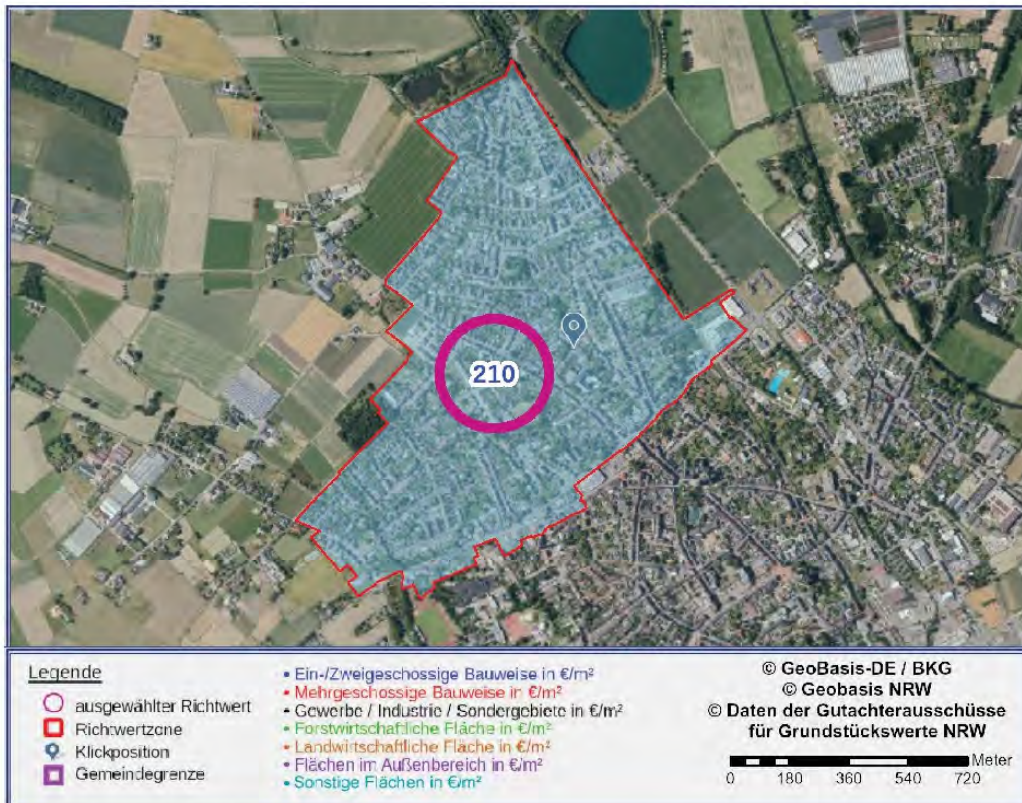 210
Legende
ausgewählter Richtwert
Richtwertzone
Klickposition
Gemeindegrenze
• Ein-/Zweigeschossige Bauweise in €/m²
• Mehrgeschossige Bauweise in €/m²
• Gewerbe / Industrie / Sondergebiete in €/m²
• Forstwirtschaftliche Fläche in €/m²
• Landwirtschaftliche Fläche in €/m²
• Flächen im Außenbereich in €/m²
• Sonstige Flächen in €/m²
© GeoBasis-DE / BKG
© Geobasis NRW
© Daten der Gutachterausschüsse
für Grundstückswerte NRW
Meter
0 180 360 540 720